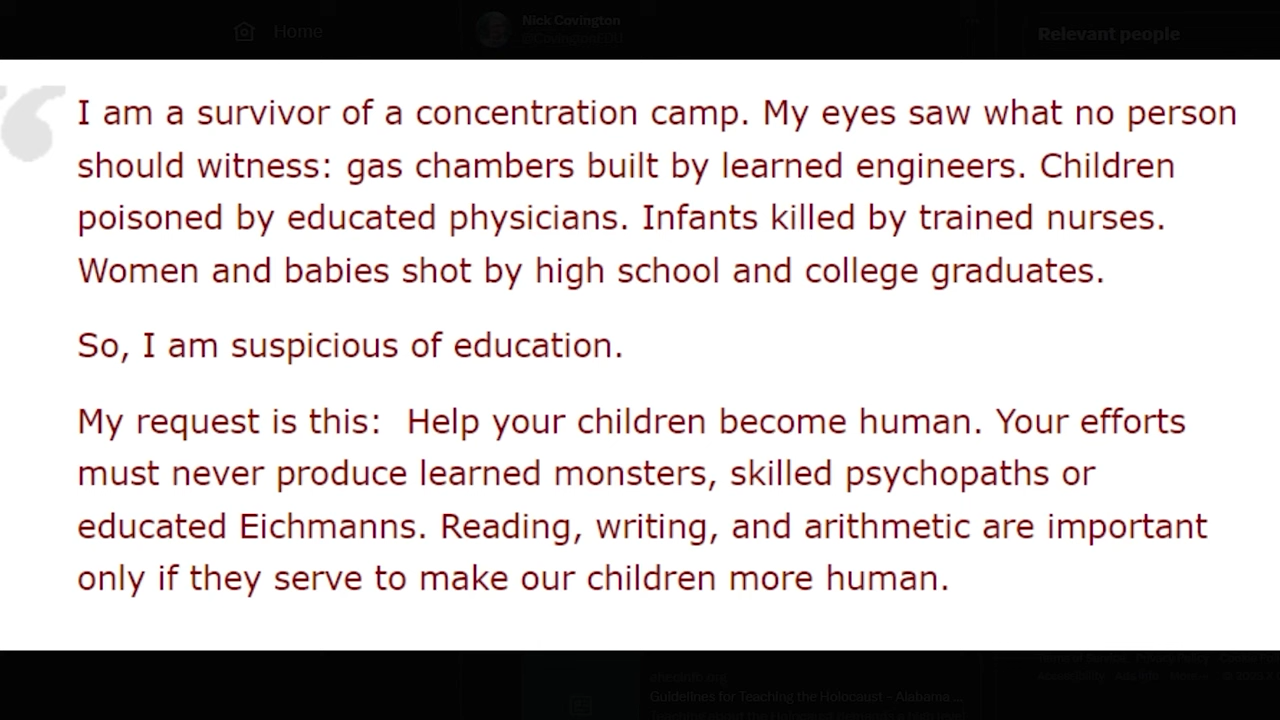 Home
Nick Covington
Relevant people
“
I am a survivor of a concentration camp. My eyes saw what no person
should witness: gas chambers built by learned engineers. Children
poisoned by educated physicians. Infants killed by trained nurses.
Women and babies shot by high school and college graduates.
So, I am suspicious of education.
My request is this:  Help your children become human. Your efforts
must never produce learned monsters, skilled psychopaths or
educated Eichmanns. Reading, writing, and arithmetic are important
only if they serve to make our children more human.
Guidelines for Teaching the Holocaust – Alabama ...